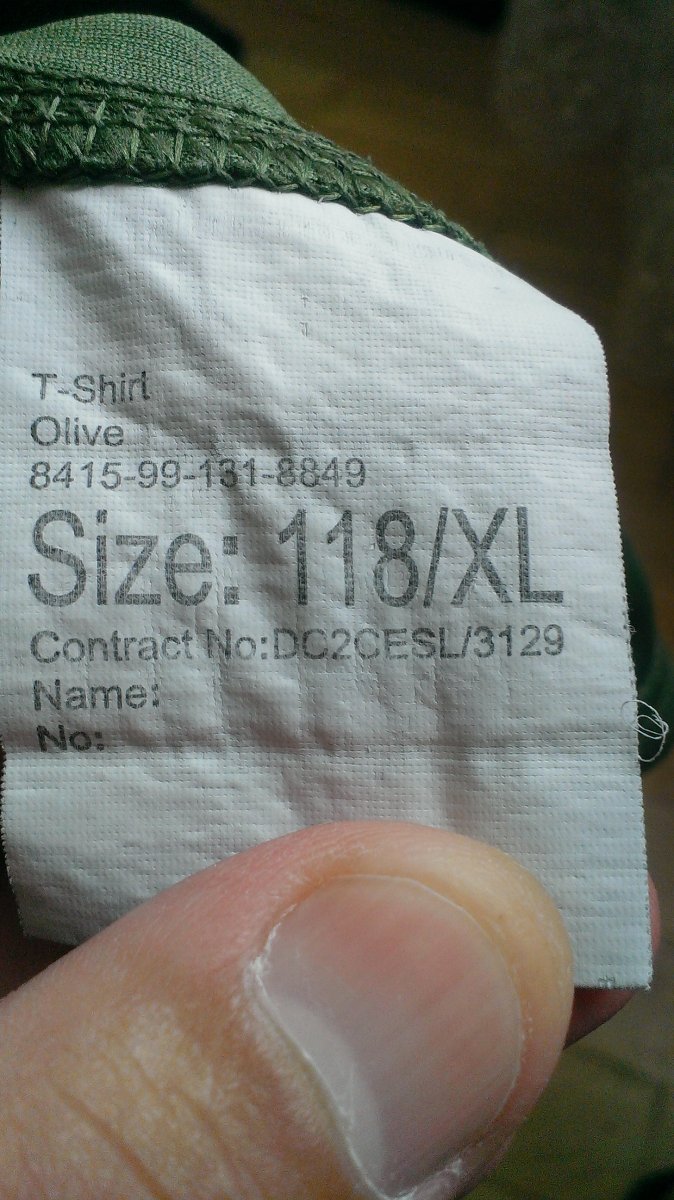 T-Shirt
Olive
8415-99-131-8849
Size: 118/XL
Contract No:DC2CESL/3129
Name:
No: